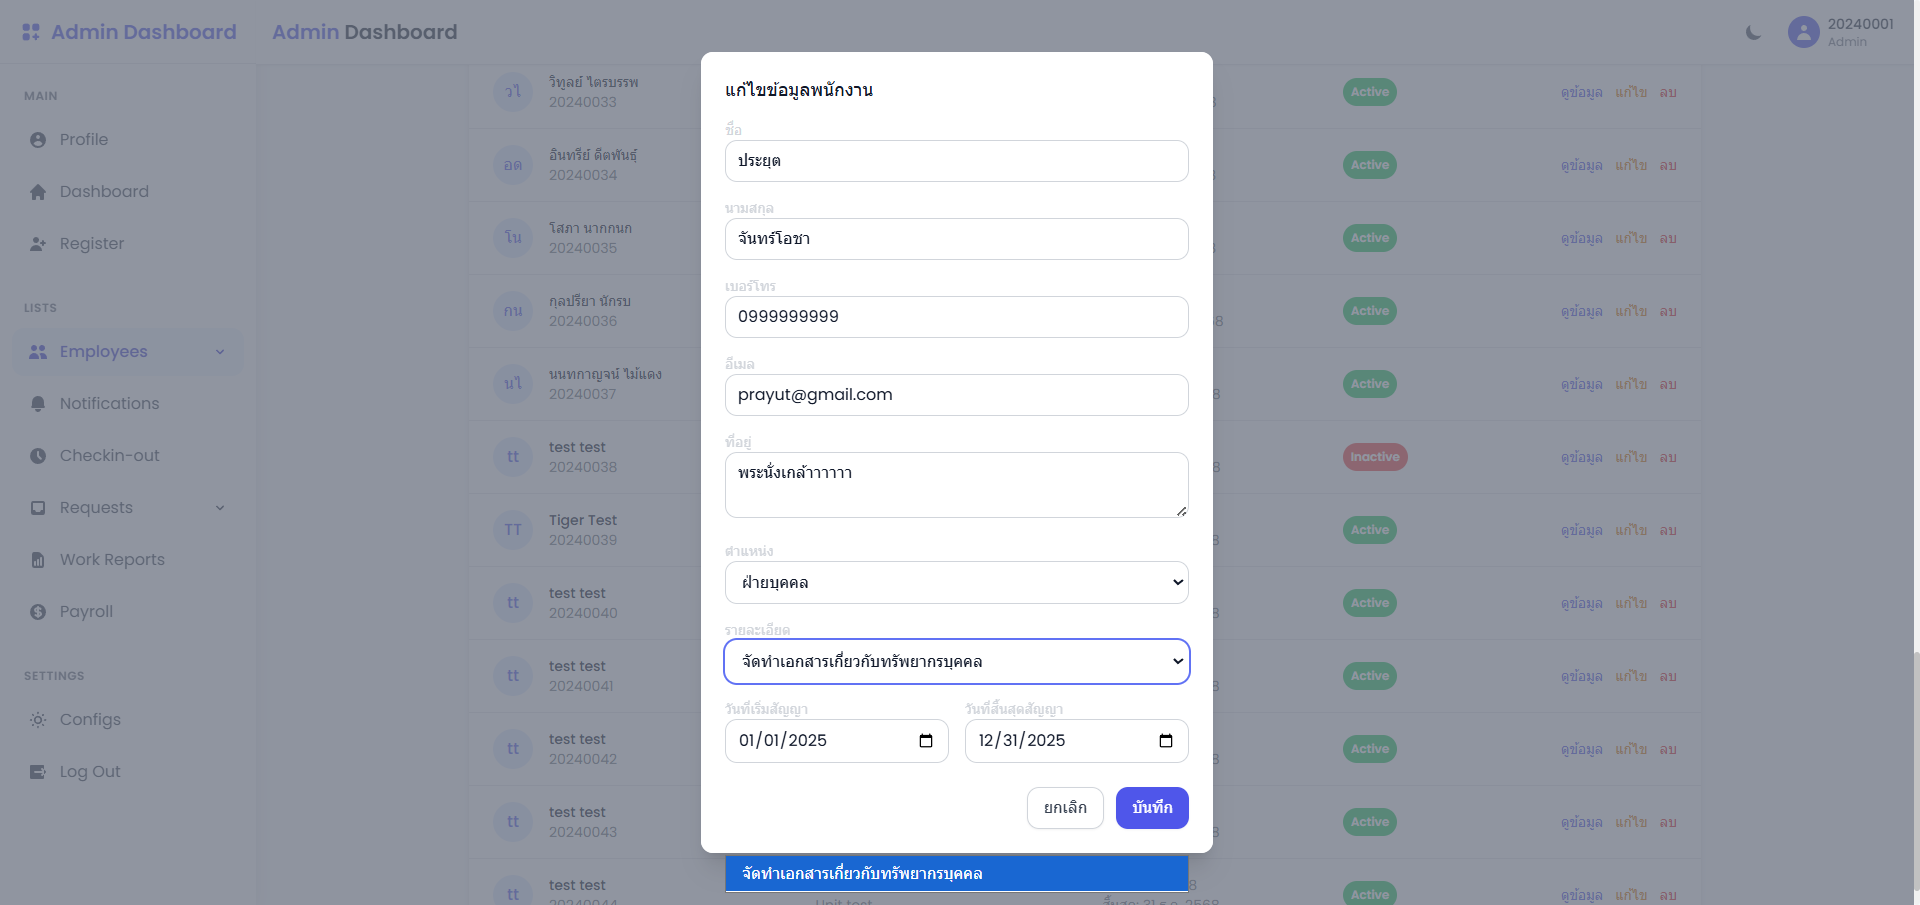 Admin Dashboard
Admin Dashboard
20240001
Admin
MAIN
Profile
Dashboard
Register
LISTS
Employees
Notifications
Checkin-out
Requests
Work Reports
Payroll
SETTINGS
Configs
Log Out
วไ
วิฑูลย์ ไตรบรรพ
20240033
Active
ดูข้อมูล แก้ไข ลบ
อด
อินทรีย์ ดีตพันธุ์
20240034
Active
ดูข้อมูล แก้ไข ลบ
โน
โสภา นากกนก
20240035
Active
ดูข้อมูล แก้ไข ลบ
กน
กุลปรียา นักรบ
20240036
68
Active
ดูข้อมูล แก้ไข ลบ
นไ
นนทกาญจน์ ไม้แดง
20240037
8
Active
ดูข้อมูล แก้ไข ลบ
tt
test test
20240038
8
Inactive
ดูข้อมูล แก้ไข ลบ
TT
Tiger Test
20240039
8
Active
ดูข้อมูล แก้ไข ลบ
tt
test test
20240040
8
Active
ดูข้อมูล แก้ไข ลบ
tt
test test
20240041
8
Active
ดูข้อมูล แก้ไข ลบ
tt
test test
20240042
8
Active
ดูข้อมูล แก้ไข ลบ
tt
test test
20240043
8
Active
ดูข้อมูล แก้ไข ลบ
tt
test test
20240044
Unit test
8
สิ้นสุด: 31 ธ.ค. 2568
Active
ดูข้อมูล แก้ไข ลบ
แก้ไขข้อมูลพนักงาน
ชื่อ
ประยุต
นามสกุล
จันทร์โอชา
เบอร์โทร
0999999999
อีเมล
prayut@gmail.com
ที่อยู่
พระนั่งเกล้าาาาาา
ตำแหน่ง
ฝ่ายบุคคล
รายละเอียด
จัดทำเอกสารเกี่ยวกับทรัพยากรบุคคล
วันที่เริ่มสัญญา
01/01/2025
วันที่สิ้นสุดสัญญา
12/31/2025
ยกเลิก
บันทึก
จัดทำเอกสารเกี่ยวกับทรัพยากรบุคคล